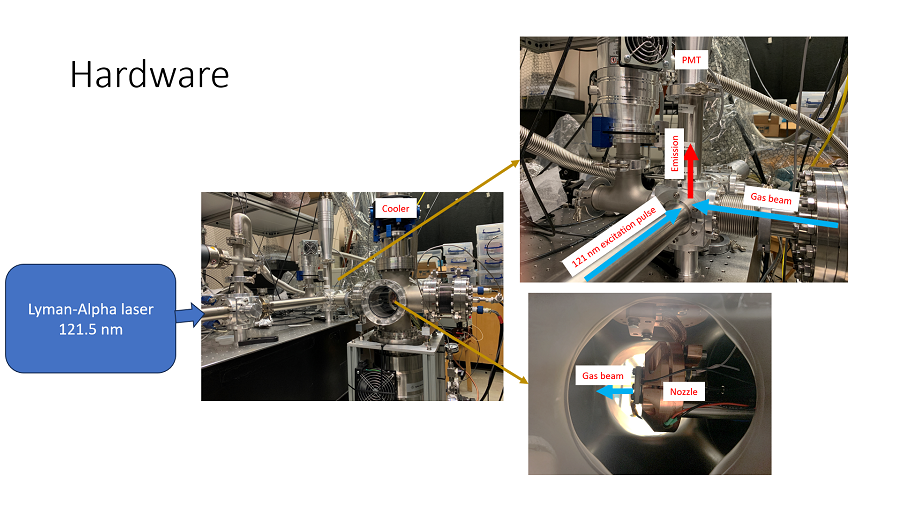 Hardware
Lyman-Alpha laser
121.5 nm
Cooler
PMT
Emission
Gas beam
121 nm excitation pulse
Gas beam
Nozzle